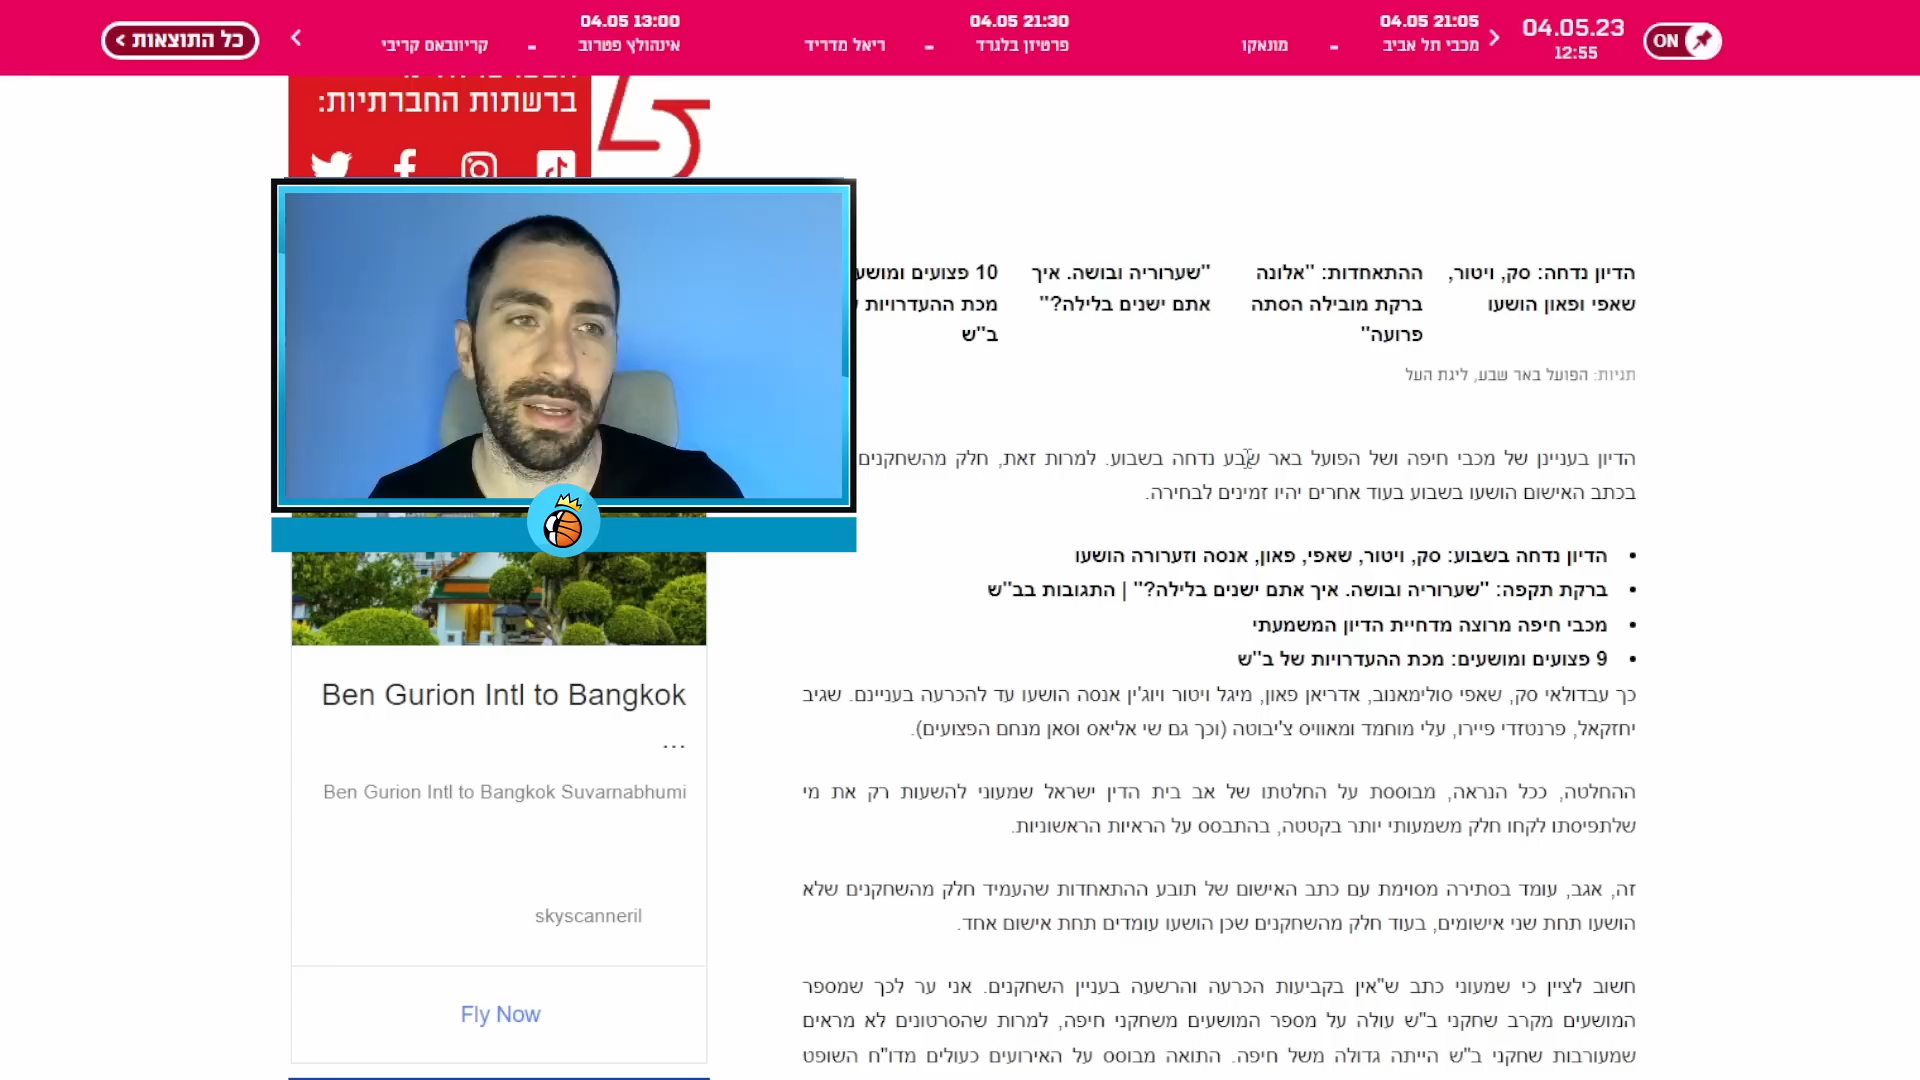 ON
04.05.23
12:55
04.05 21:05
מכבי תל אביב - מונאקו
04.05 21:30
פרטיזן בלגרד - ריאל מדריד
04.05 13:00
אינהולץ פטרוב - קריוובאס קריבי
כל התוצאות >
ברשתות החברתיות:
הדיון נדחה: סק, ויטור,
שאפי ופאון הושעו
ההתאחדות: "אלונה
ברקת מובילה הסתה
פרועה"
"שערוריה ובושה. איך
אתם ישנים בלילה?"
10 פצועים ומושע
מכת ההעדרויות
ב"ש
תגיות: הפועל באר שבע, ליגת העל
הדיון בעניינן של מכבי חיפה ושל הפועל באר שבע נדחה בשבוע. למרות זאת, חלק מהשחקנים
בכתב האישום הושעו בשבוע בעוד אחרים יהיו זמינים לבחירה.
• הדיון נדחה בשבוע: סק, ויטור, שאפי, פאון, אנסה וזערורה הושעו
• ברקת תקפה: "שערוריה ובושה. איך אתם ישנים בלילה?" | התגובות בב"ש
• מכבי חיפה מרוצה מדחיית הדיון המשמעתי
• 9 פצועים ומושעים: מכת ההעדרויות של ב"ש
כך עבדולאי סק, שאפי סולימאנוב, אדריאן פאון, מיגל ויטור ויוג'ין אנסה הושעו עד להכרעה בעניינם. שגיב
יחזקאל, פרנטזדי פיירו, עלי מוחמד ומאוויס צ'יבוטה (וכך גם שי אליאס וסאן מנחם הפצועים).
ההחלטה, ככל הנראה, מבוססת על החלטתו של אב בית הדין ישראל שמעוני להשעות רק את מי
שלתפיסתו לקחו חלק משמעותי יותר בקטטה, בהתבסס על הראיות הראשוניות.
זה, אגב, עומד בסתירה מסוימת עם כתב האישום של תובע ההתאחדות שהעמיד חלק מהשחקנים שלא
הושעו תחת שני אישומים, בעוד חלק מהשחקנים שכן הושעו עומדים תחת אישום אחד.
חשוב לציין כי שמעוני כתב ש"אין בקביעות הכרעה והרשעה בעניין השחקנים. אני ער לכך שמספר
המושעים מקרב שחקני ב"ש עולה על מספר המושעים משחקני חיפה, למרות שהסרטונים לא מראים
שמעורבות שחקני ב"ש הייתה גדולה משל חיפה. התואה מבוסס על האירועים כעולים מדו"ח השופט
Ben Gurion Intl to Bangkok
...
Ben Gurion Intl to Bangkok Suvarnabhumi
skyscanneril
Fly Now